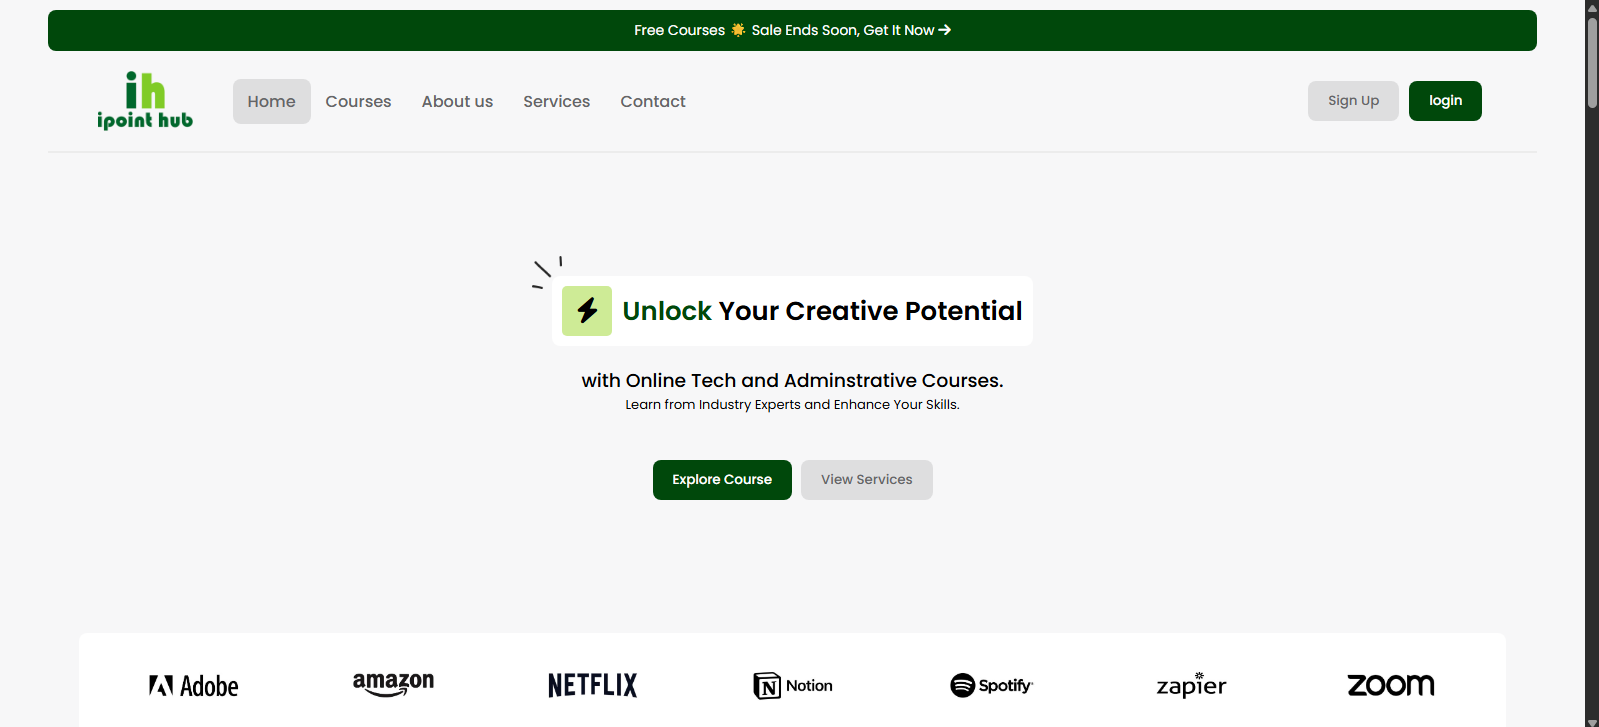 Free Courses 🌟 Sale Ends Soon, Get It Now →
ih
ipoint hub
Home Courses About us Services Contact Sign Up login
Unlock Your Creative Potential
with Online Tech and Adminstrative Courses.
Learn from Industry Experts and Enhance Your Skills.
Explore Course View Services
Adobe amazon NETFLIX Notion Spotify zapier zoom